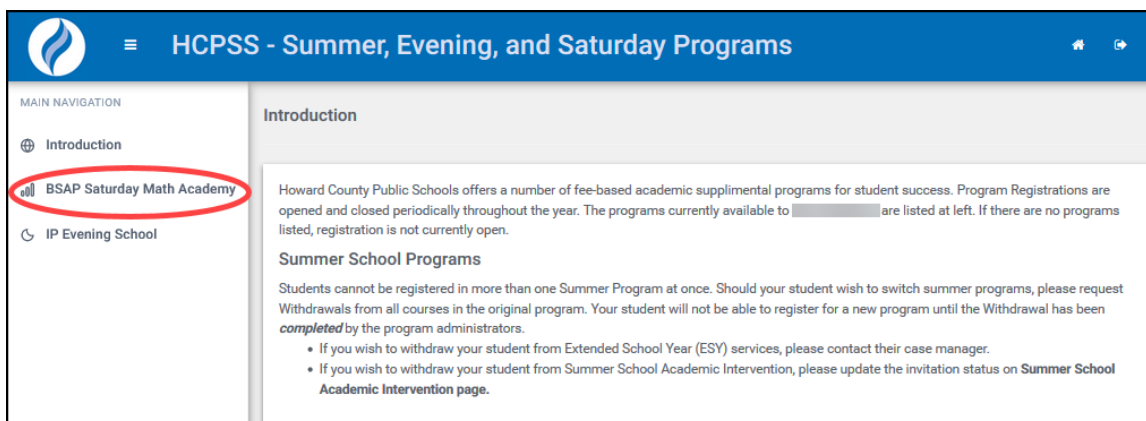 HCPSS - Summer, Evening, and Saturday Programs
MAIN NAVIGATION
Introduction
BSAP Saturday Math Academy
IP Evening School
Introduction
Howard County Public Schools offers a number of fee-based academic supplimental programs for student success. Program Registrations are
opened and closed periodically throughout the year. The programs currently available to are listed at left. If there are no programs
listed, registration is not currently open.
Summer School Programs
Students cannot be registered in more than one Summer Program at once. Should your student wish to switch summer programs, please request
Withdrawals from all courses in the original program. Your student will not be able to register for a new program until the Withdrawal has been
completed by the program administrators.
• If you wish to withdraw your student from Extended School Year (ESY) services, please contact their case manager.
• If you wish to withdraw your student from Summer School Academic Intervention, please update the invitation status on Summer School
Academic Intervention page.